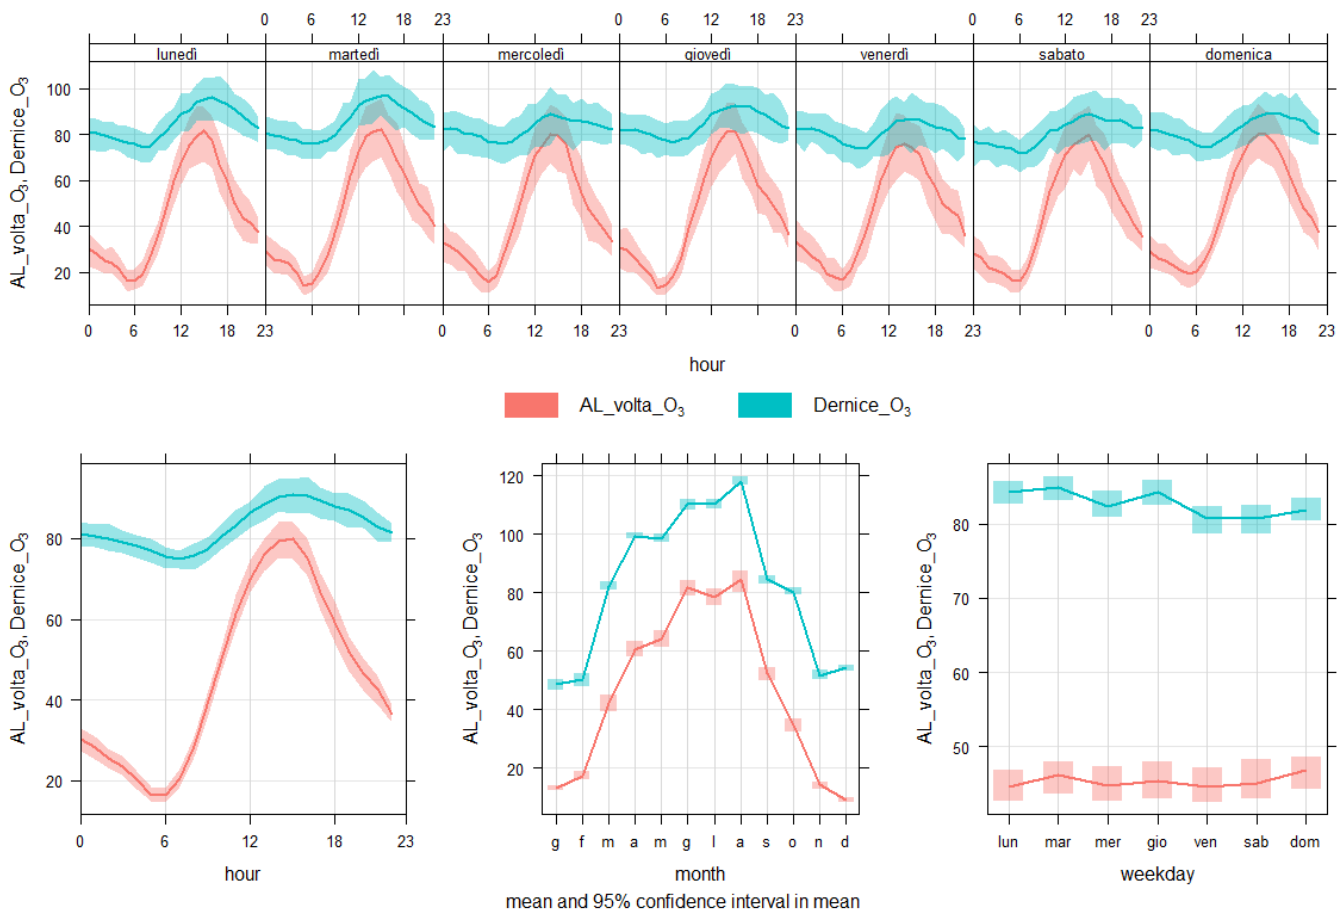 0 6 12 18 23 0 6 12 18 23 0 6 12 18 23
lunedì martedì mercoledì giovedì venerdì sabato domenica
AL_volta_O₃, Dernice_O₃
100
80
60
40
20
0 6 12 18 23 0 6 12 18 23 0 6 12 18 23 0 6 12 18 23
hour
AL_volta_O₃ Dernice_O₃
AL_volta_O₃, Dernice_O₃
80
60
40
20
0 6 12 18 23
hour
AL_volta_O₃, Dernice_O₃
120
100
80
60
40
20
g f m a m g l a s o n d
month
AL_volta_O₃, Dernice_O₃
80
70
60
50
lun mar mer gio ven sab dom
weekday
mean and 95% confidence interval in mean